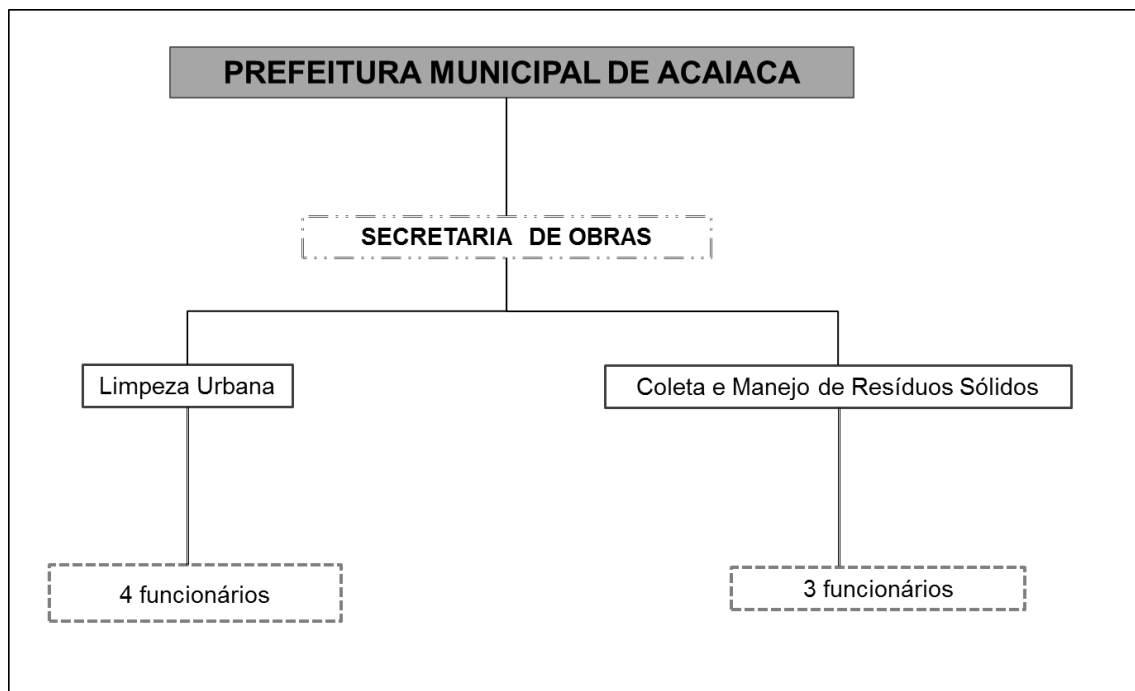 PREFEITURA MUNICIPAL DE ACAIACA
SECRETARIA DE OBRAS
Limpeza Urbana
Coleta e Manejo de Resíduos Sólidos
4 funcionários
3 funcionários